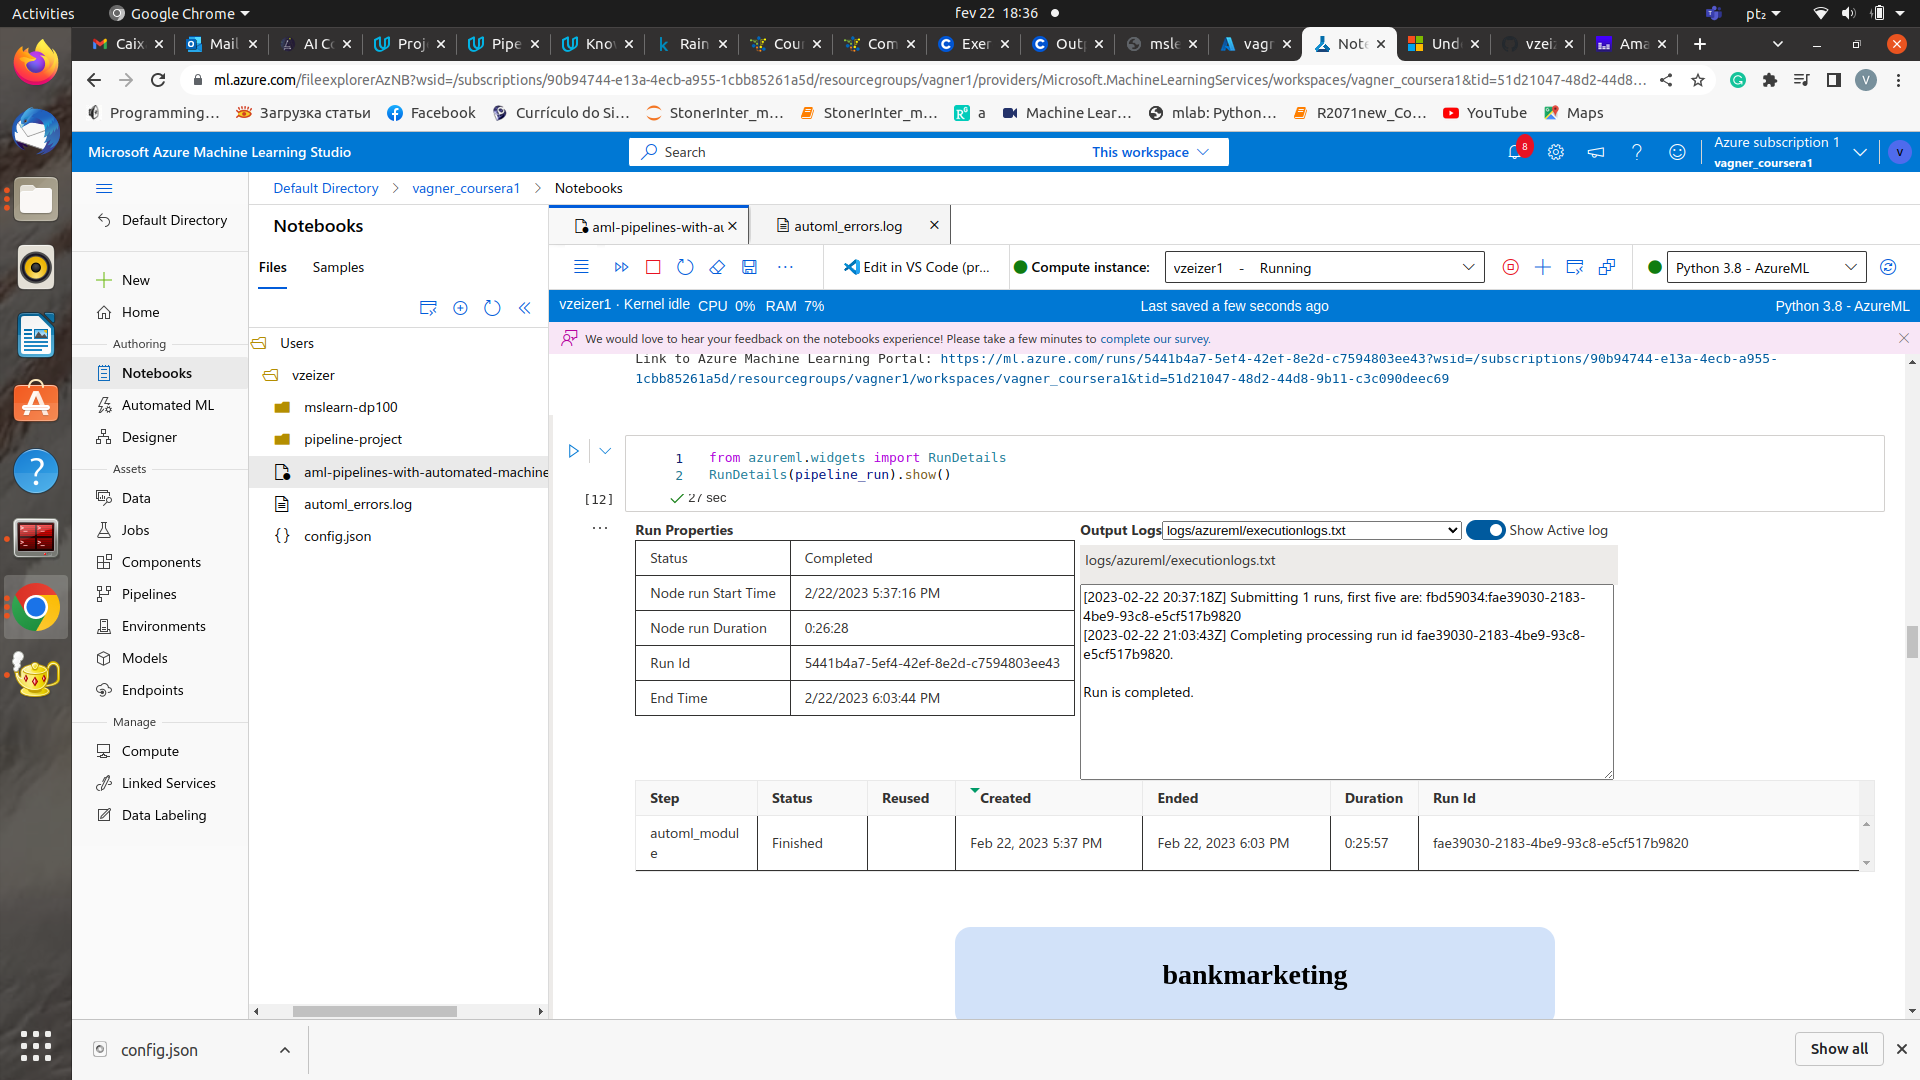 Activities
Google Chrome
fev 22 18:36
pt₂
Caix
Mail
AI Co
Proj
Pipe
Kno
Rain
Cour
Com
Exer
Out
msle
vagr
Note
Und
vzei
Ama
ml.azure.com/fileexplorerAzNB?wsid=/subscriptions/90b94744-e13a-4ecb-a955-1cbb85261a5d/resourcegroups/vagner1/providers/Microsoft.MachineLearningServices/workspaces/vagner_coursera1&tid=51d21047-48d2-44d8…
V
Programming…
Загрузка статьи
Facebook
Currículo do Si…
StonerInter_m…
StonerInter_m…
a
Machine Lear…
mlab: Python…
R2071new_Co…
YouTube
Maps
Microsoft Azure Machine Learning Studio
Search
This workspace
8
Azure subscription 1
vagner_coursera1
V
Default Directory
Default Directory
vagner_coursera1
Notebooks
New
Home
Authoring
Notebooks
Automated ML
Designer
Assets
Data
Jobs
Components
Pipelines
Environments
Models
Endpoints
Manage
Compute
Linked Services
Data Labeling
Notebooks
Files
Samples
Users
vzeizer
mslearn-dp100
pipeline-project
aml-pipelines-with-automated-machine
automl_errors.log
config.json
aml-pipelines-with-au
automl_errors.log
Edit in VS Code (pr...
Compute instance:
vzeizer1 - Running
Python 3.8 - AzureML
vzeizer1 · Kernel idle CPU 0% RAM 7%
Last saved a few seconds ago
Python 3.8 - AzureML
We would love to hear your feedback on the notebooks experience! Please take a few minutes to complete our survey.
Link to Azure Machine Learning Portal: https://ml.azure.com/runs/5441b4a7-5ef4-42ef-8e2d-c7594803ee43?wsid=/subscriptions/90b94744-e13a-4ecb-a955-
1cbb85261a5d/resourcegroups/vagner1/workspaces/vagner_coursera1&tid=51d21047-48d2-44d8-9b11-c3c090deec69
1 from azureml.widgets import RunDetails
2 RunDetails(pipeline_run).show()
[12]
27 sec
Run Properties
Status Completed
Node run Start Time 2/22/2023 5:37:16 PM
Node run Duration 0:26:28
Run Id 5441b4a7-5ef4-42ef-8e2d-c7594803ee43
End Time 2/22/2023 6:03:44 PM
Output Logs logs/azureml/executionlogs.txt Show Active log
logs/azureml/executionlogs.txt
[2023-02-22 20:37:18Z] Submitting 1 runs, first five are: fbd59034:fae39030-2183-
4be9-93c8-e5cf517b9820
[2023-02-22 21:03:43Z] Completing processing run id fae39030-2183-4be9-93c8-
e5cf517b9820.
Run is completed.
Step Status Reused Created Ended Duration Run Id
automl_modul
e
Finished Feb 22, 2023 5:37 PM Feb 22, 2023 6:03 PM 0:25:57 fae39030-2183-4be9-93c8-e5cf517b9820
bankmarketing
config.json
Show all